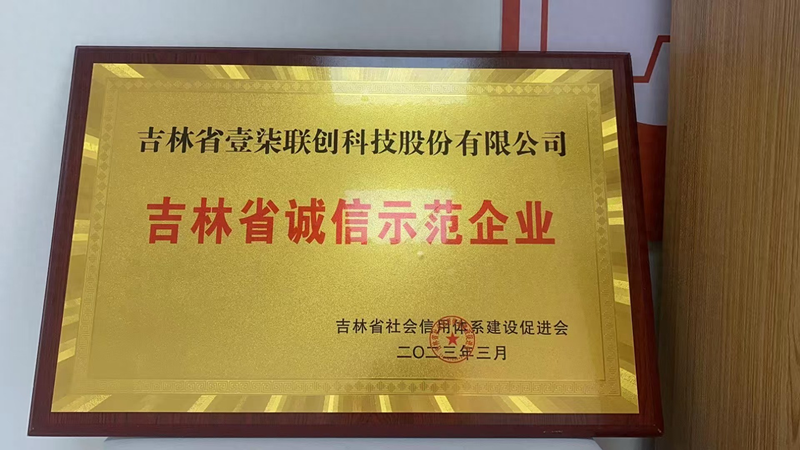 吉林省壹柒联创科技股份有限公司
吉林省诚信示范企业
吉林省社会信用体系建设促进会
二〇二三年三月